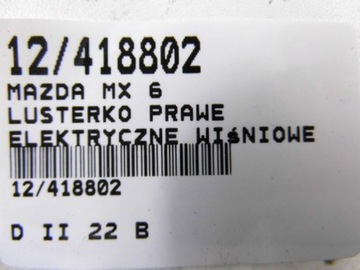 12/418802
MAZDA MX 6
LUSTERKO PRAWE
ELEKTRYCZNE WIśNIOWE
12/418802
D II 22 B